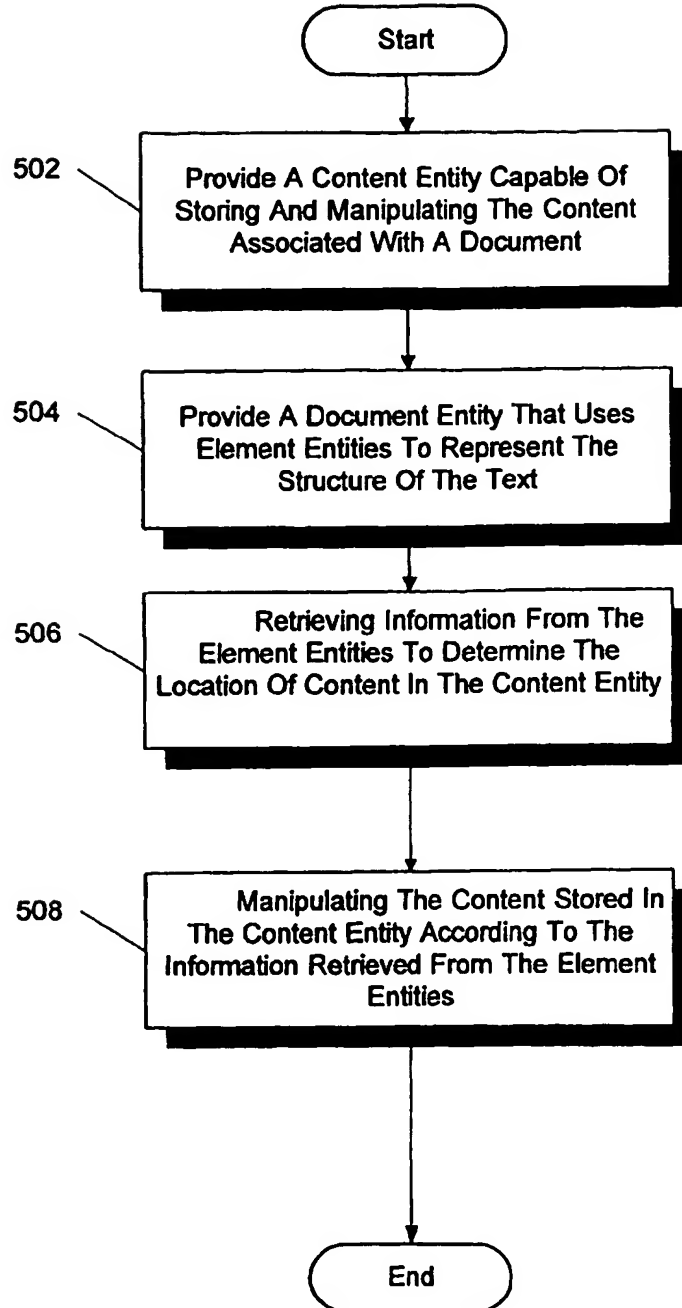 Start
502
Provide A Content Entity Capable Of
Storing And Manipulating The Content
Associated With A Document
504
Provide A Document Entity That Uses
Element Entities To Represent The
Structure Of The Text
506
Retrieving Information From The
Element Entities To Determine The
Location Of Content In The Content Entity
508
Manipulating The Content Stored In
The Content Entity According To The
Information Retrieved From The Element
Entities
End